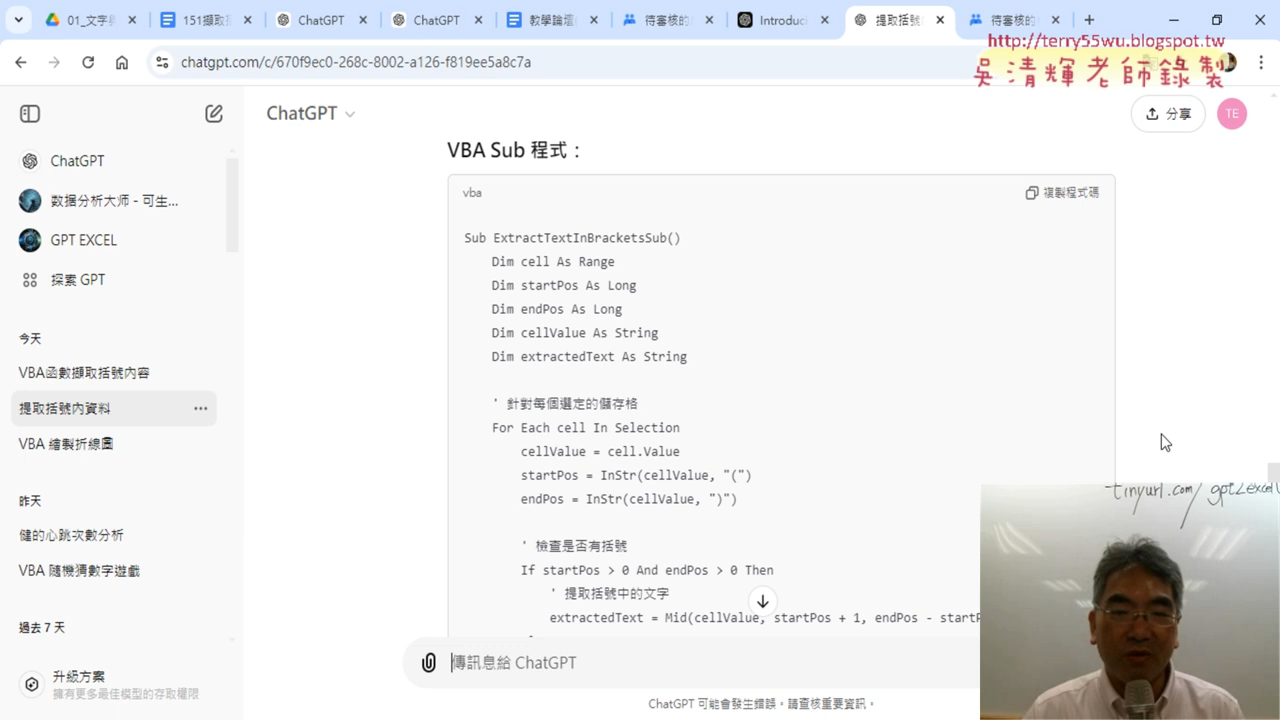 01_文字
151擷取
ChatGPT
ChatGPT
教學論壇
待審核的
Introduc
提取括號
待審核的
chatgpt.com/c/670f9ec0-268c-8002-a126-f819ee5a8c7a
http://terry55wu.blogspot.tw
吳清輝老師錄製
ChatGPT
分享
TE
ChatGPT
数据分析大师 - 可生...
GPT EXCEL
探索 GPT
今天
VBA函數擷取括號內容
提取括號內資料
VBA 繪製折線圖
昨天
健的心跳次數分析
VBA 隨機猜數字遊戲
過去 7 天
升級方案
擁有更多最佳模型的存取權限
VBA Sub 程式：
vba
複製程式碼
Sub ExtractTextInBracketsSub()
Dim cell As Range
Dim startPos As Long
Dim endPos As Long
Dim cellValue As String
Dim extractedText As String
' 針對每個選定的儲存格
For Each cell In Selection
cellValue = cell.Value
startPos = InStr(cellValue, "(")
endPos = InStr(cellValue, ")")
' 檢查是否有括號
If startPos > 0 And endPos > 0 Then
' 提取括號中的文字
extractedText = Mid(cellValue, startPos + 1, endPos - startP
傳訊息給 ChatGPT
ChatGPT 可能會發生錯誤。請查核重要資訊。
tinyurl.com/gpt2excel